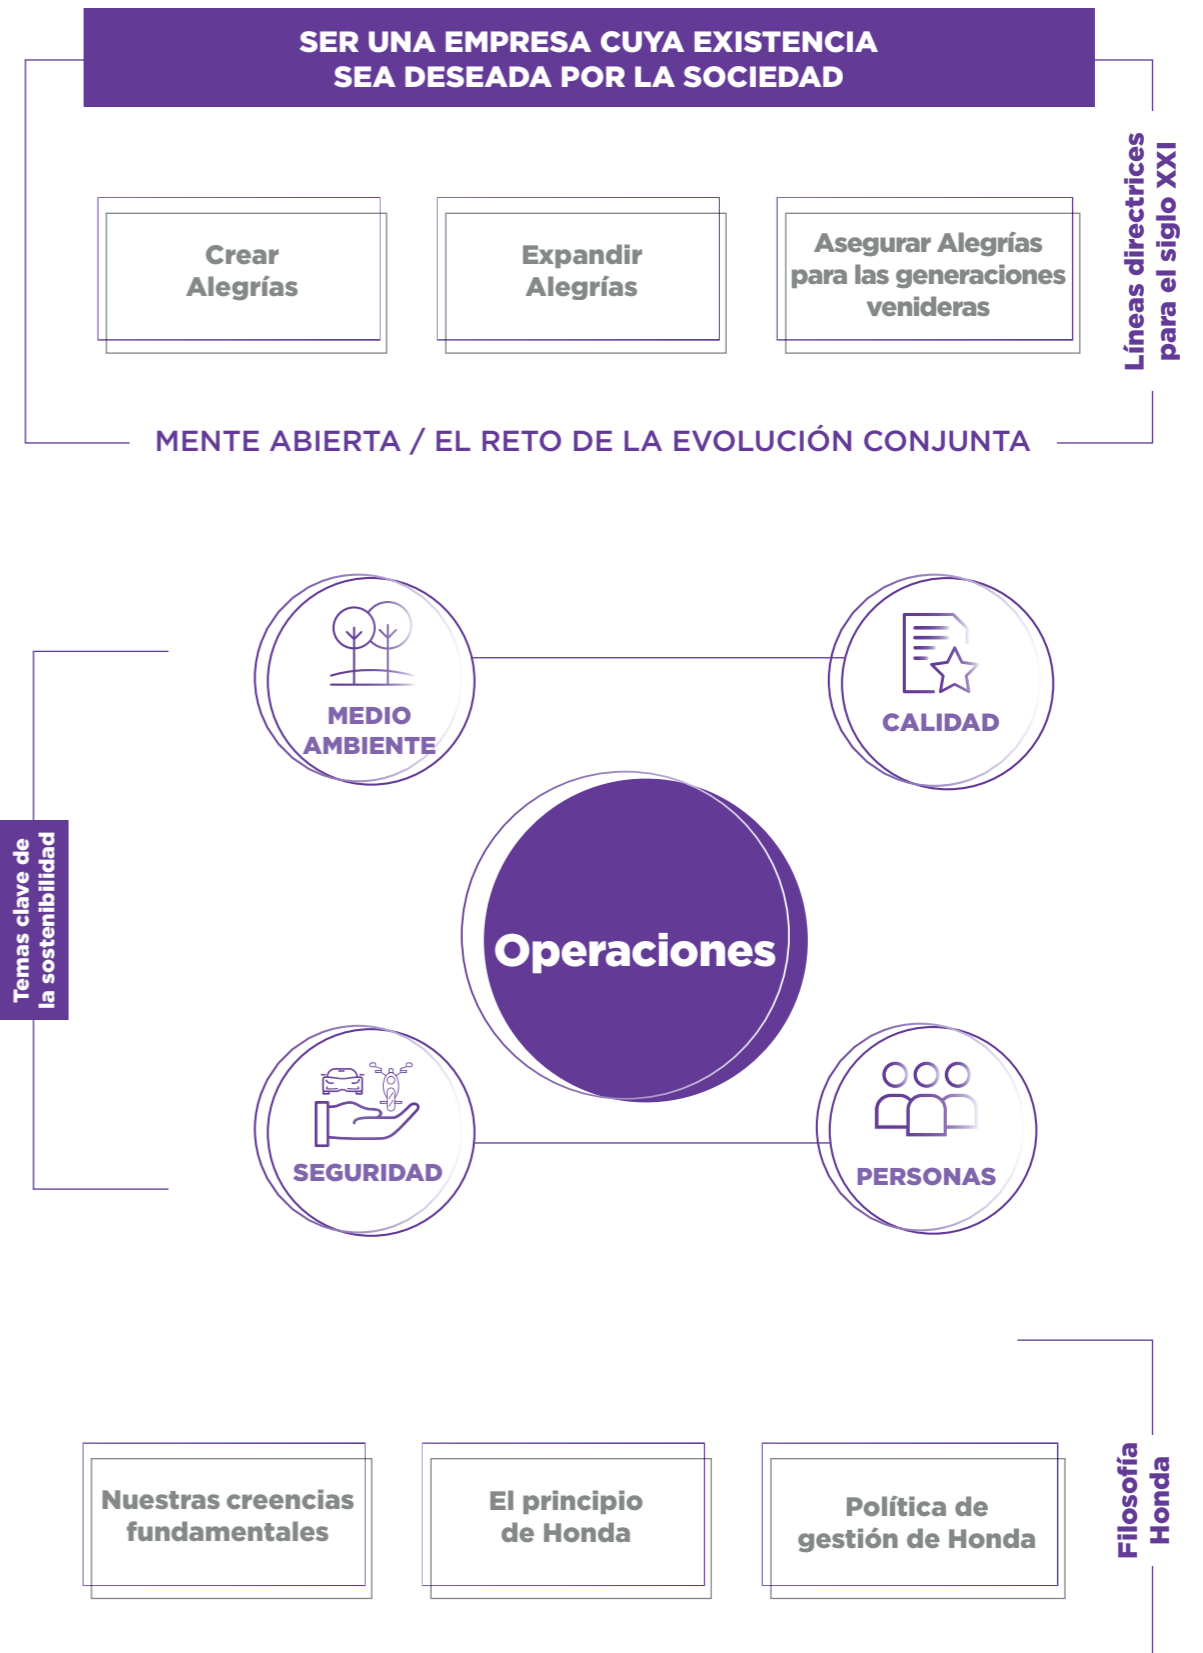 SER UNA EMPRESA CUYA EXISTENCIA
SEA DESEADA POR LA SOCIEDAD
Líneas directrices
para el siglo XXI
Crear
Alegrías
Expandir
Alegrías
Asegurar Alegrías
para las generaciones
venideras
MENTE ABIERTA / EL RETO DE LA EVOLUCIÓN CONJUNTA
MEDIO
AMBIENTE
CALIDAD
Temas clave de
la sostenibilidad
Operaciones
SEGURIDAD
PERSONAS
Nuestras creencias
fundamentales
El principio
de Honda
Política de
gestión de Honda
Filosofía
Honda